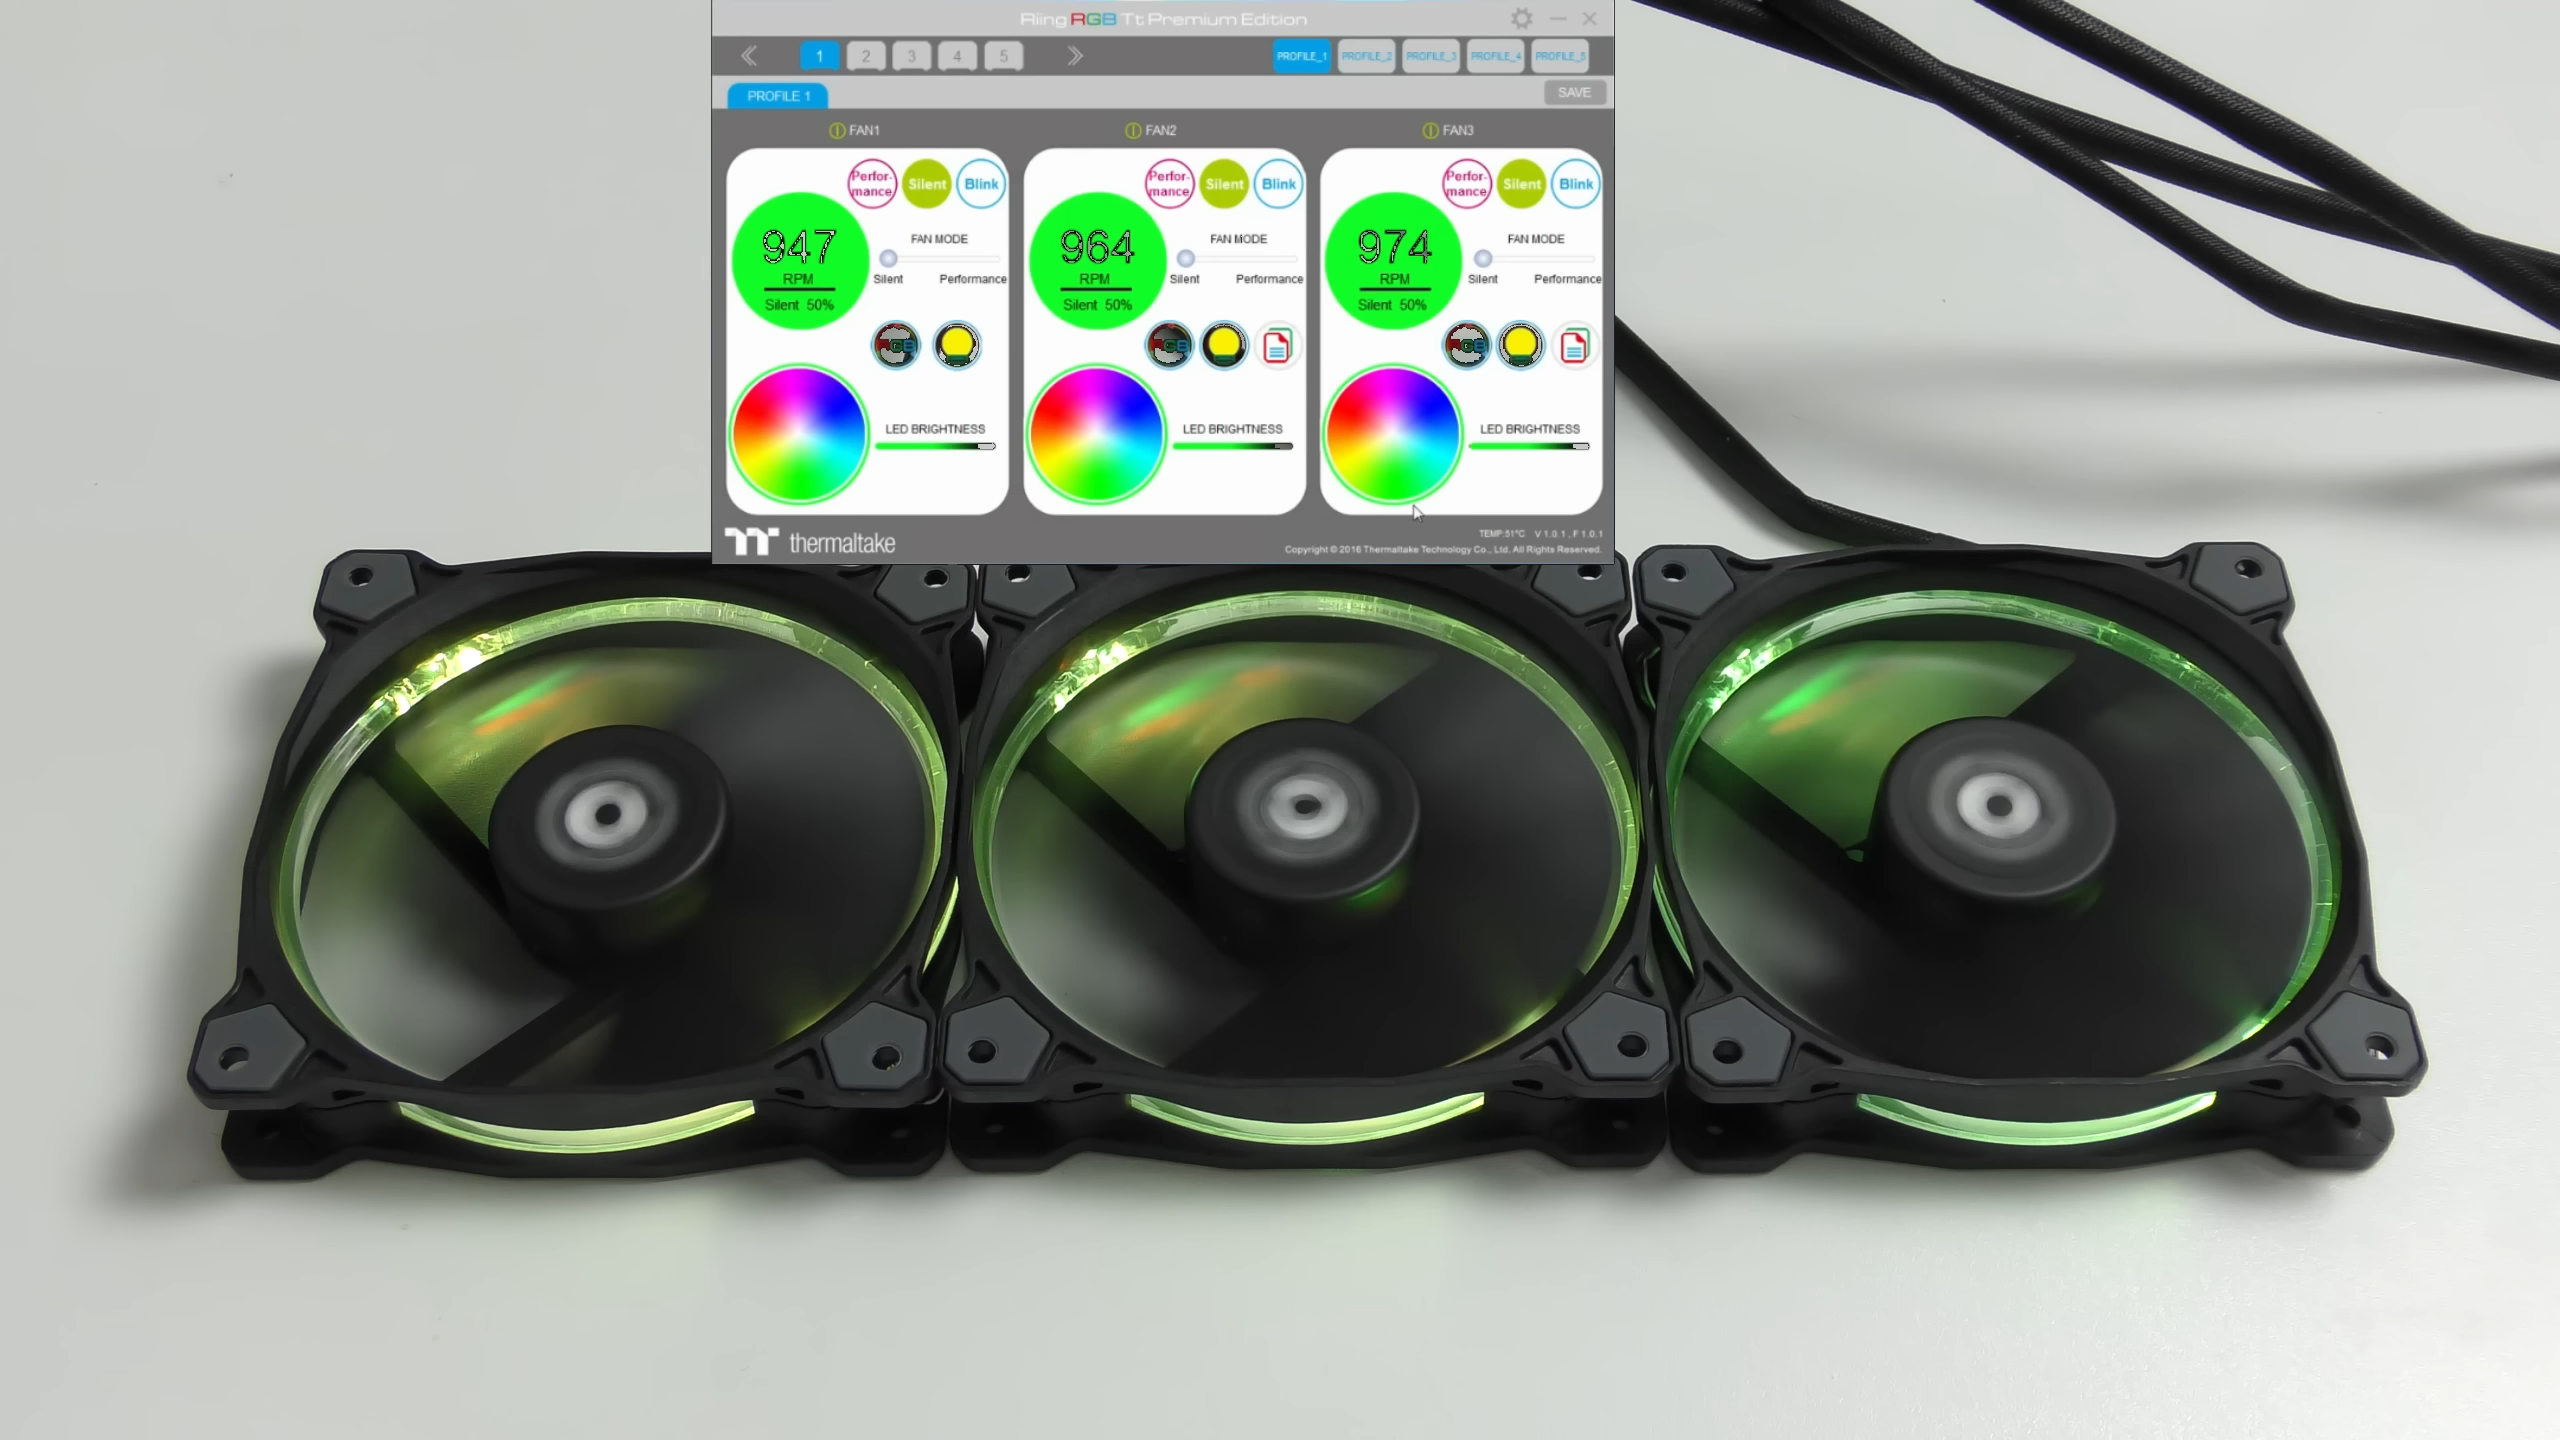 Riing RGB Tt Premium Edition
1 2 3 4 5 PROFILE_1 PROFILE_2 PROFILE_3 PROFILE_4 PROFILE_5
PROFILE 1 SAVE
FAN1 FAN2 FAN3
Perfor-
mance Silent Blink
947
RPM
Silent 50%
FAN MODE
Silent Performance
RGB
LED BRIGHTNESS
Perfor-
mance Silent Blink
964
RPM
Silent 50%
FAN MODE
Silent Performance
RGB
LED BRIGHTNESS
Perfor-
mance Silent Blink
974
RPM
Silent 50%
FAN MODE
Silent Performance
RGB
LED BRIGHTNESS
thermaltake
TEMP:51°C V 1.0.1 , F 1.0.1
Copyright © 2016 Thermaltake Technology Co., Ltd. All Rights Reserved.